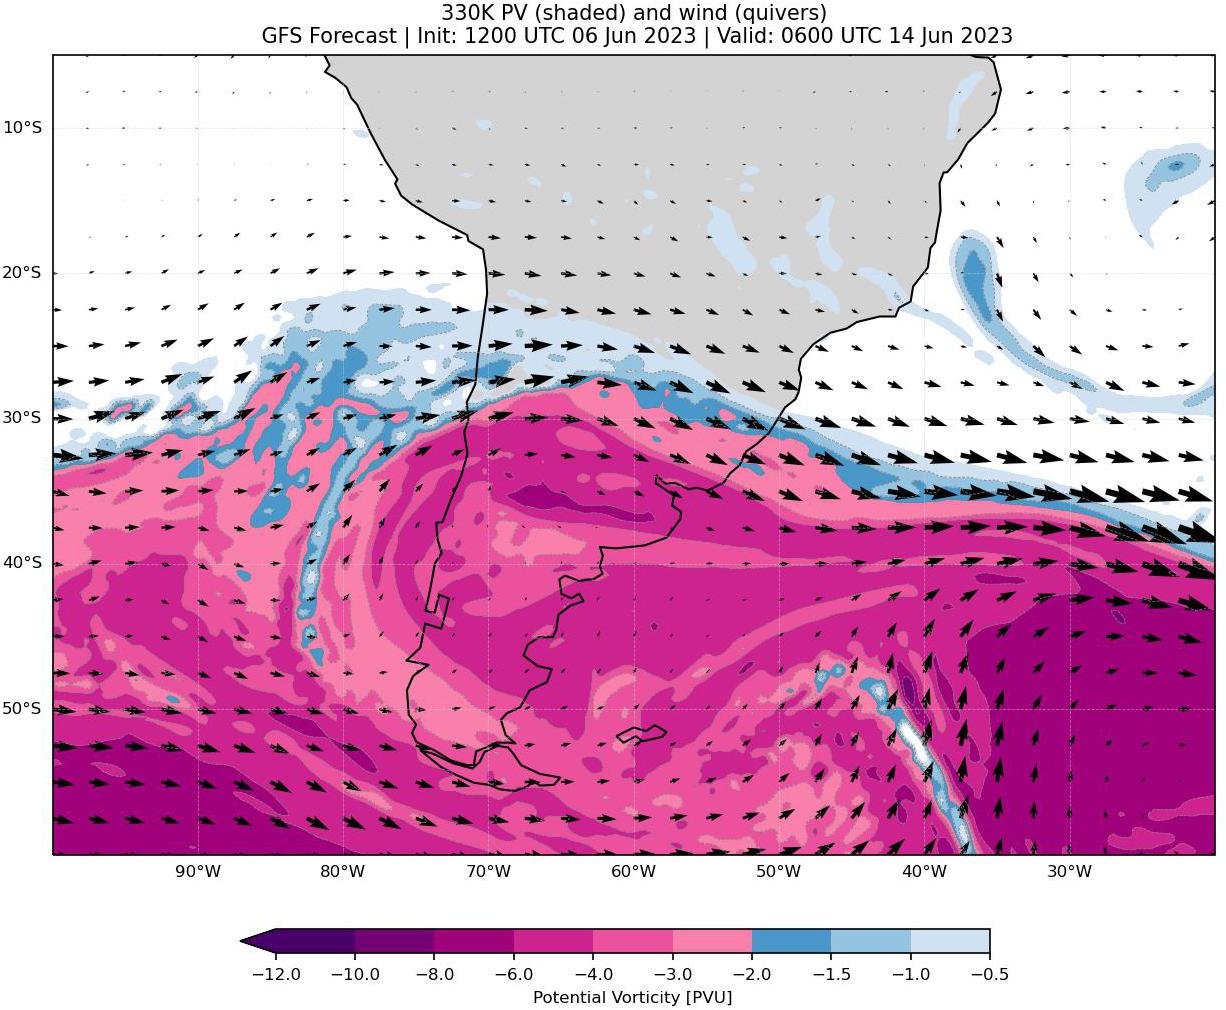 330K PV (shaded) and wind (quivers)
GFS Forecast | Init: 1200 UTC 06 Jun 2023 | Valid: 0600 UTC 14 Jun 2023
10°S
20°S
30°S
40°S
50°S
90°W 80°W 70°W 60°W 50°W 40°W 30°W
−12.0 −10.0 −8.0 −6.0 −4.0 −3.0 −2.0 −1.5 −1.0 −0.5
Potential Vorticity [PVU]